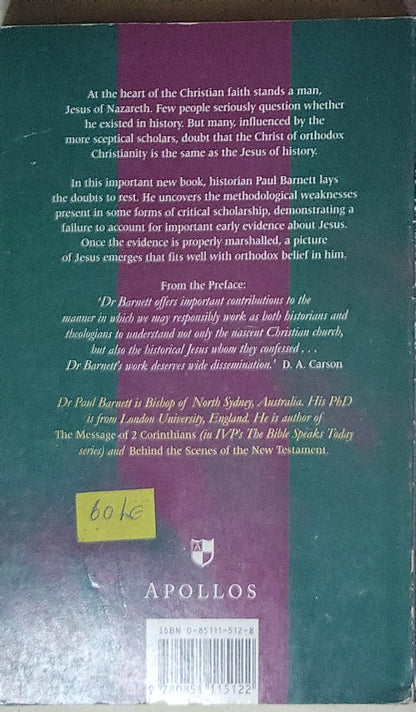 At the heart of the Christian faith stands a man,
Jesus of Nazareth. Few people seriously question whether
he existed in history. But many, influenced by the
more sceptical scholars, doubt that the Christ of orthodox
Christianity is the same as the Jesus of history.
In this important new book, historian Paul Barnett lays
the doubts to rest. He uncovers the methodological weaknesses
present in some forms of critical scholarship, demonstrating a
failure to account for important early evidence about Jesus.
Once the evidence is properly marshalled, a picture
of Jesus emerges that fits well with orthodox belief in him.
From the Preface:
'Dr Barnett offers important contributions to the
manner in which we may responsibly work as both historians and
theologians to understand not only the nascent Christian church,
but also the historical Jesus whom they confessed . . .
Dr Barnett's work deserves wide dissemination.' D. A. Carson
Dr Paul Barnett is Bishop of North Sydney, Australia. His PhD
is from London University, England. He is author of
The Message of 2 Corinthians (in IVP's The Bible Speaks Today
series) and Behind the Scenes of the New Testament.
A
APOLLOS
ISBN 0-85111-512-8
9 780851 115122